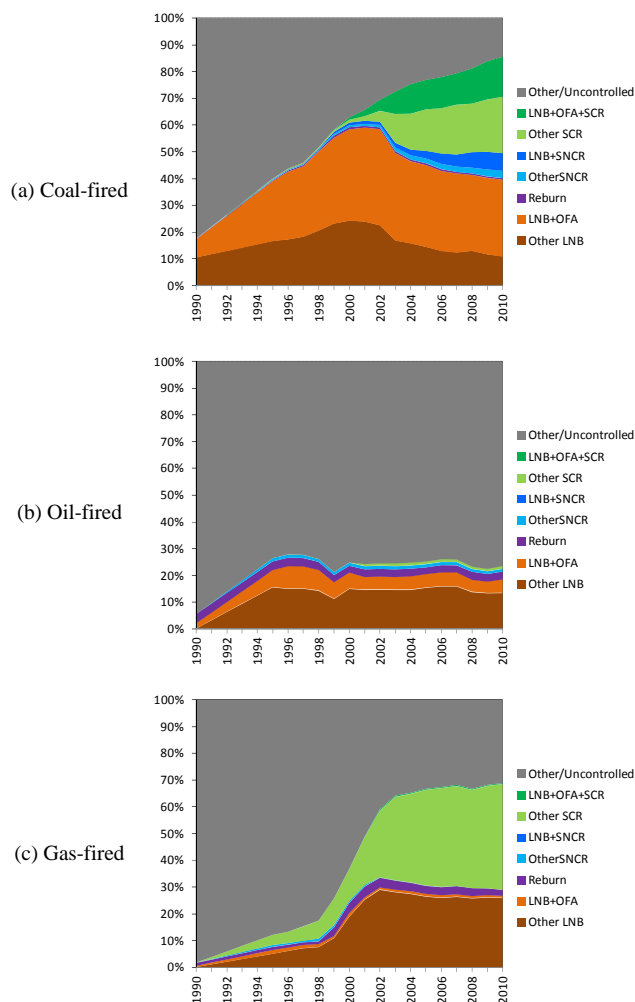 100%
90%
80%
70%
60%
50%
40%
30%
20%
10%
0%
1990
1992
1994
1996
1998
2000
2002
2004
2006
2008
2010
Other/Uncontrolled
LNB+OFA+SCR
Other SCR
LNB+SNCR
OtherSNCR
Reburn
LNB+OFA
Other LNB
(a) Coal-fired
100%
90%
80%
70%
60%
50%
40%
30%
20%
10%
0%
1990
1992
1994
1996
1998
2000
2002
2004
2006
2008
2010
Other/Uncontrolled
LNB+OFA+SCR
Other SCR
LNB+SNCR
OtherSNCR
Reburn
LNB+OFA
Other LNB
(b) Oil-fired
100%
90%
80%
70%
60%
50%
40%
30%
20%
10%
0%
1990
1992
1994
1996
1998
2000
2002
2004
2006
2008
2010
Other/Uncontrolled
LNB+OFA+SCR
Other SCR
LNB+SNCR
OtherSNCR
Reburn
LNB+OFA
Other LNB
(c) Gas-fired